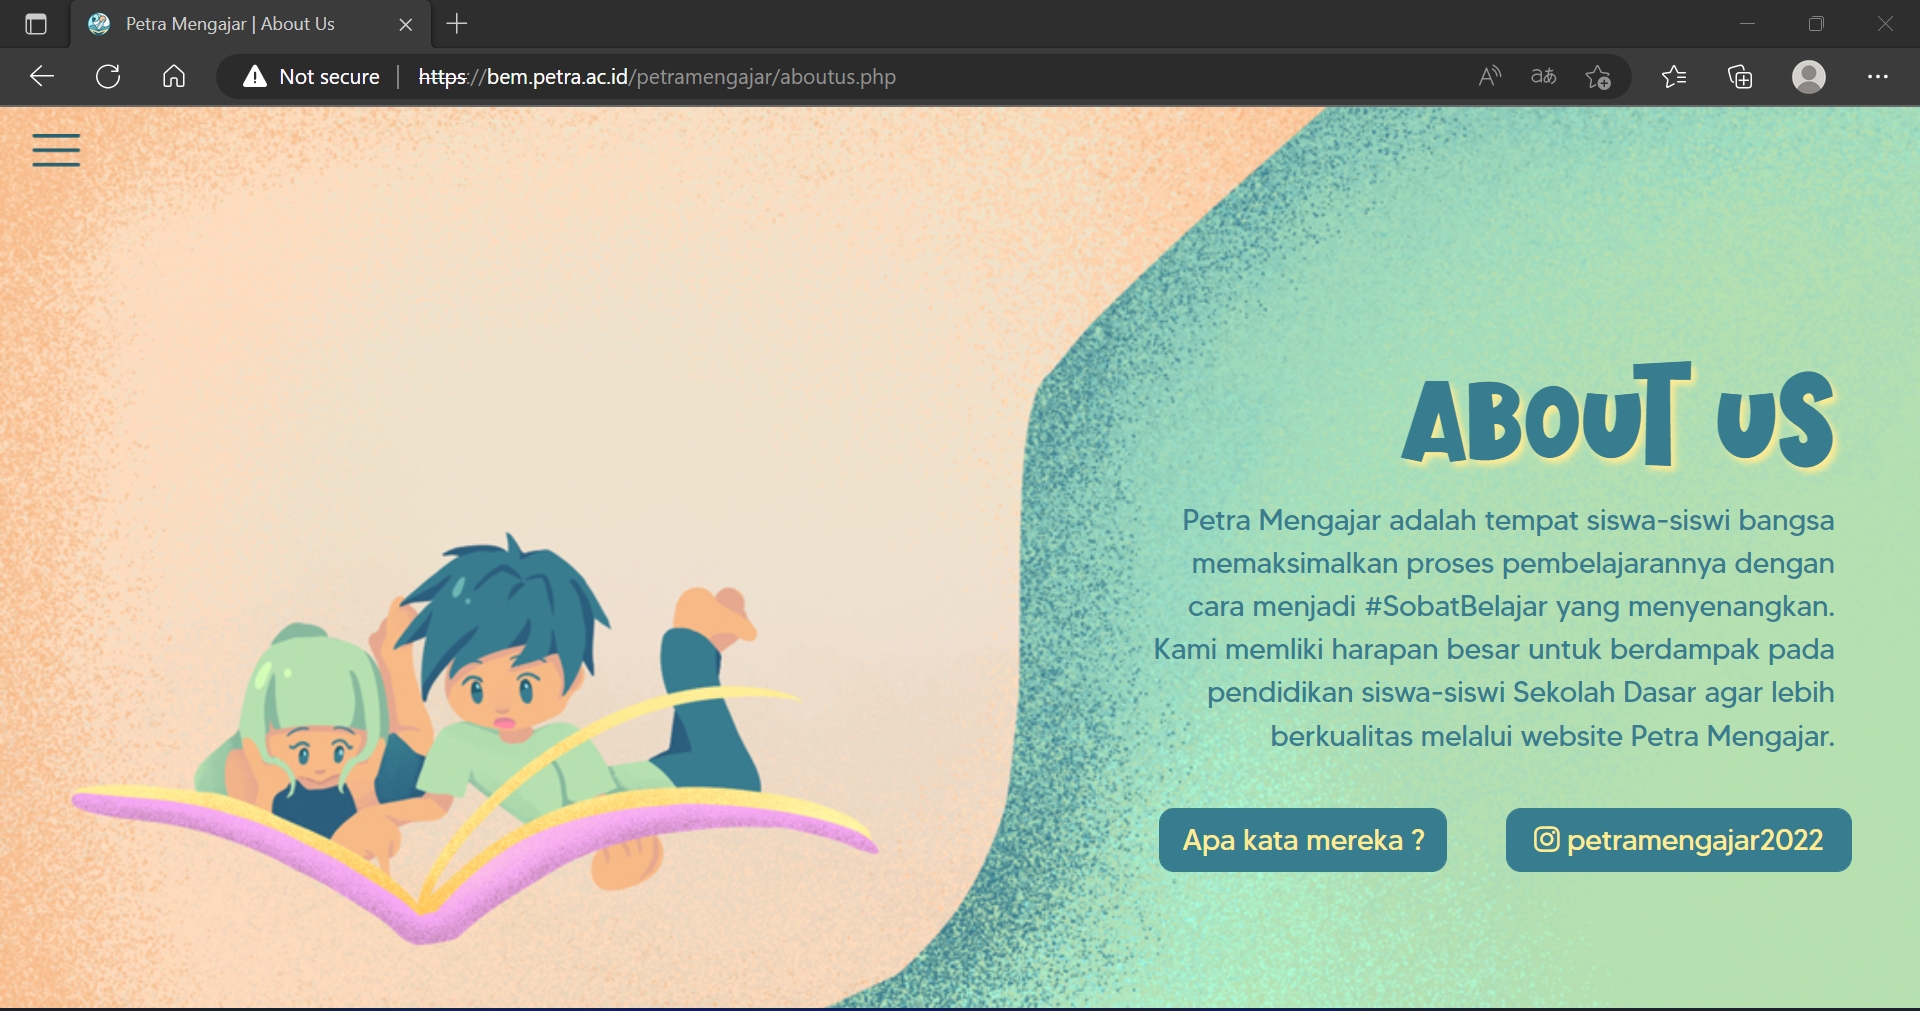 Petra Mengajar | About Us
Not secure | https://bem.petra.ac.id/petramengajar/aboutus.php
ABOUT US
Petra Mengajar adalah tempat siswa-siswi bangsa
memaksimalkan proses pembelajarannya dengan
cara menjadi #SobatBelajar yang menyenangkan.
Kami memliki harapan besar untuk berdampak pada
pendidikan siswa-siswi Sekolah Dasar agar lebih
berkualitas melalui website Petra Mengajar.
Apa kata mereka ?
petramengajar2022